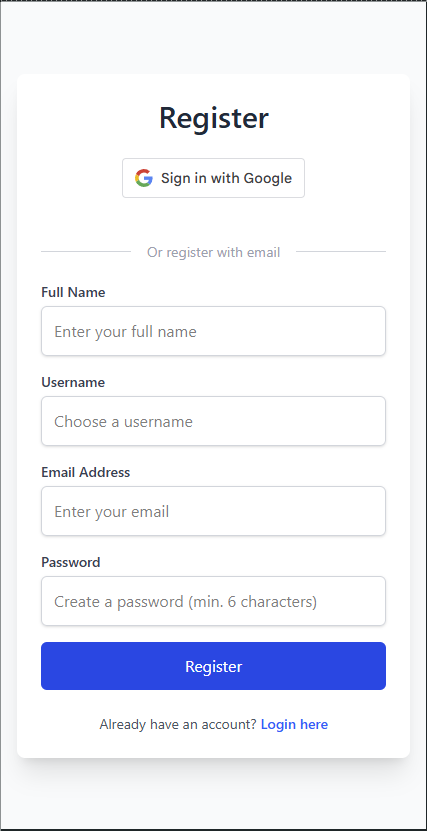 Register
Sign in with Google
Or register with email
Full Name
Enter your full name
Username
Choose a username
Email Address
Enter your email
Password
Create a password (min. 6 characters)
Register
Already have an account? Login here